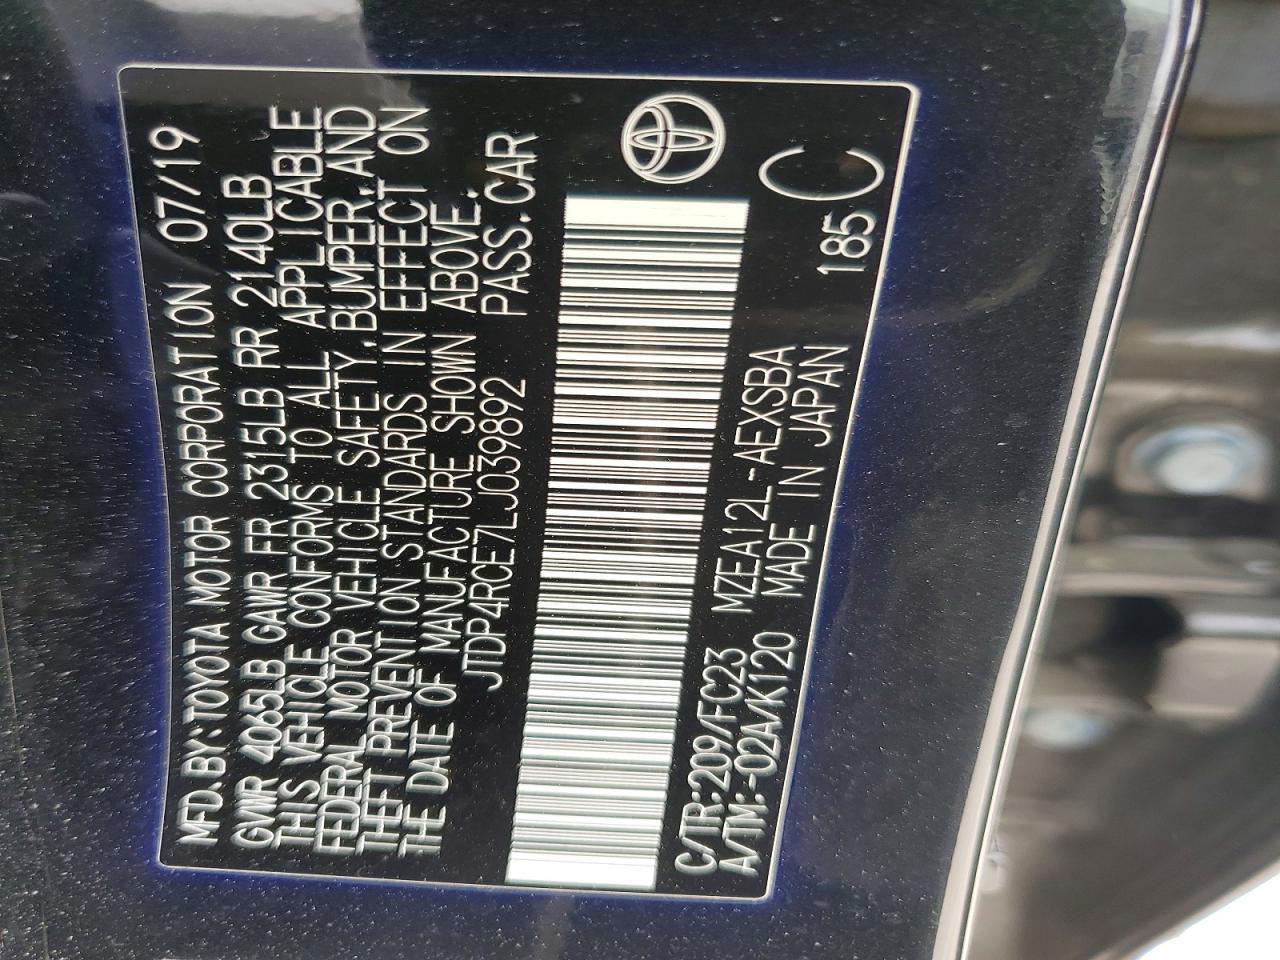 MFD.BY:TOYOTA MOTOR CORPORATION 07/19
GVWR 4065LB GAWR FR 2315LB RR 2140LB
THIS VEHICLE CONFORMS TO ALL APPLICABLE
FEDERAL MOTOR VEHICLE SAFETY,BUMPER,AND
THEFT PREVENTION STANDARDS IN EFFECT ON
THE DATE OF MANUFACTURE SHOWN ABOVE.
JTDP4RCE7LJ039892 PASS.CAR
C/TR:209/FC23 MZEA12L-AEXSBA
A/TM:-02A/K120 MADE IN JAPAN 185 C